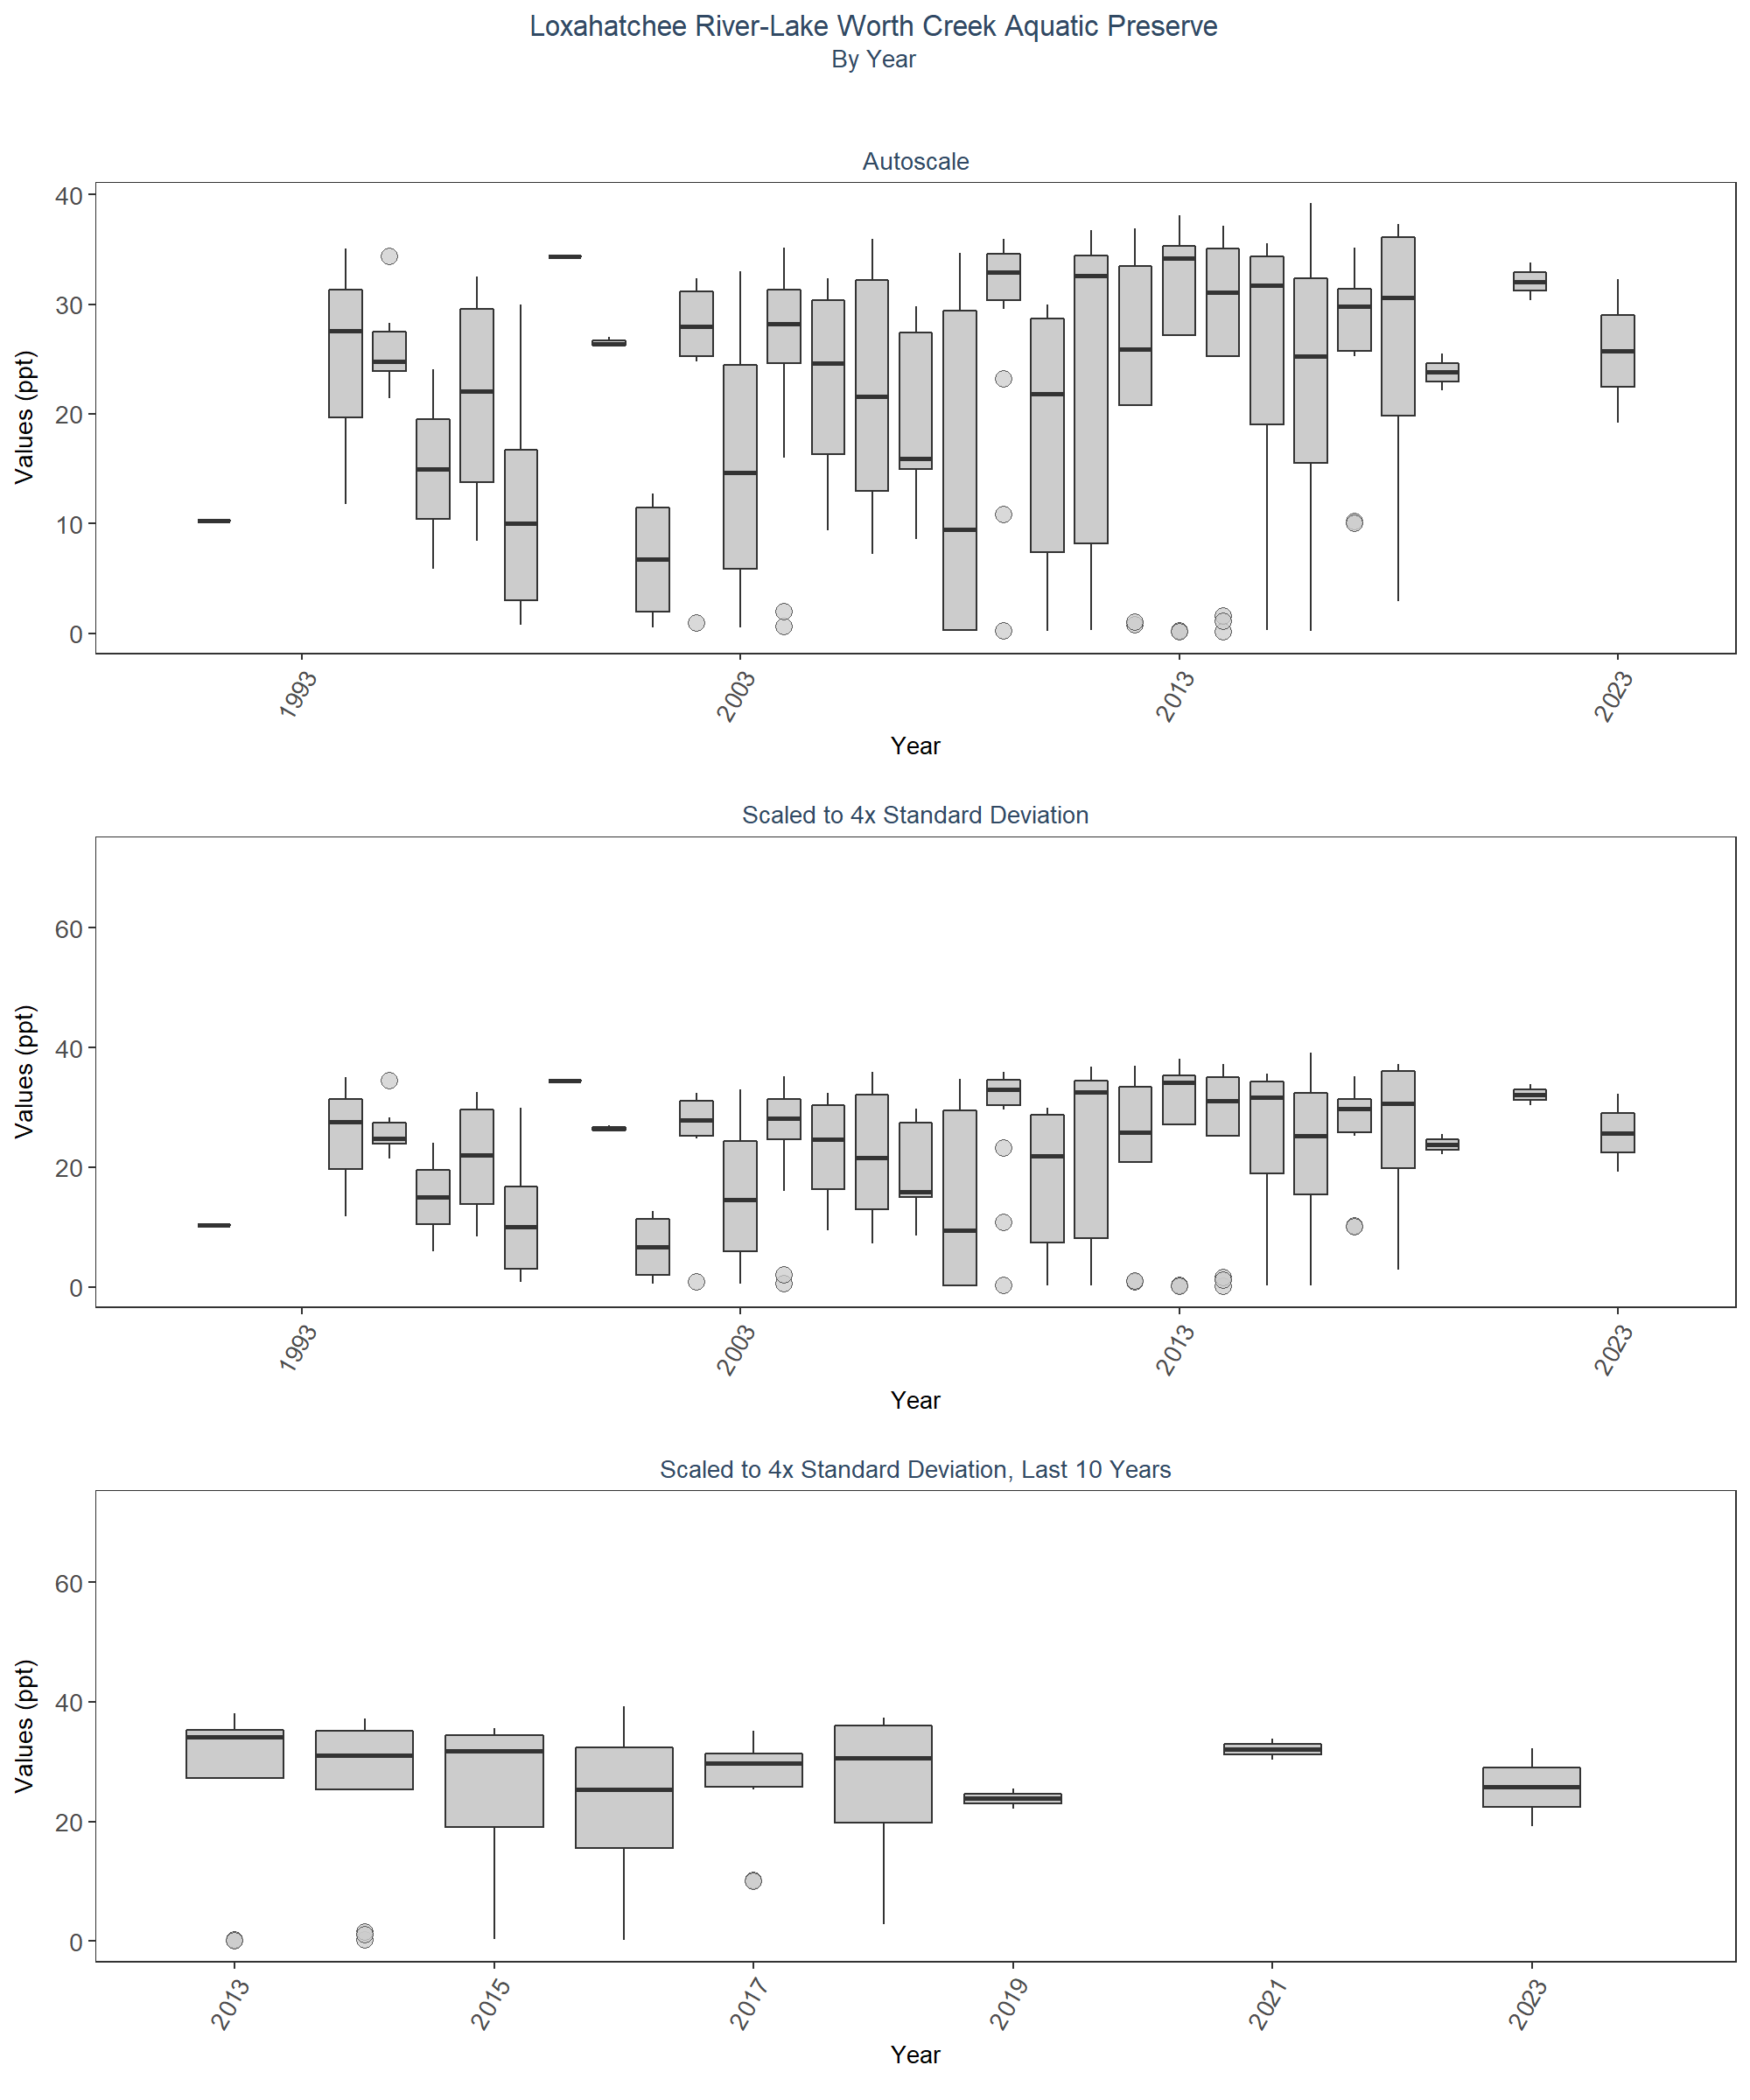 Loxahatchee River-Lake Worth Creek Aquatic Preserve
By Year
Autoscale
Values (ppt)
40
30
20
10
0
1993
2003
2013
2023
Year
Scaled to 4x Standard Deviation
Values (ppt)
60
40
20
0
1993
2003
2013
2023
Year
Scaled to 4x Standard Deviation, Last 10 Years
Values (ppt)
60
40
20
0
2013
2015
2017
2019
2021
2023
Year